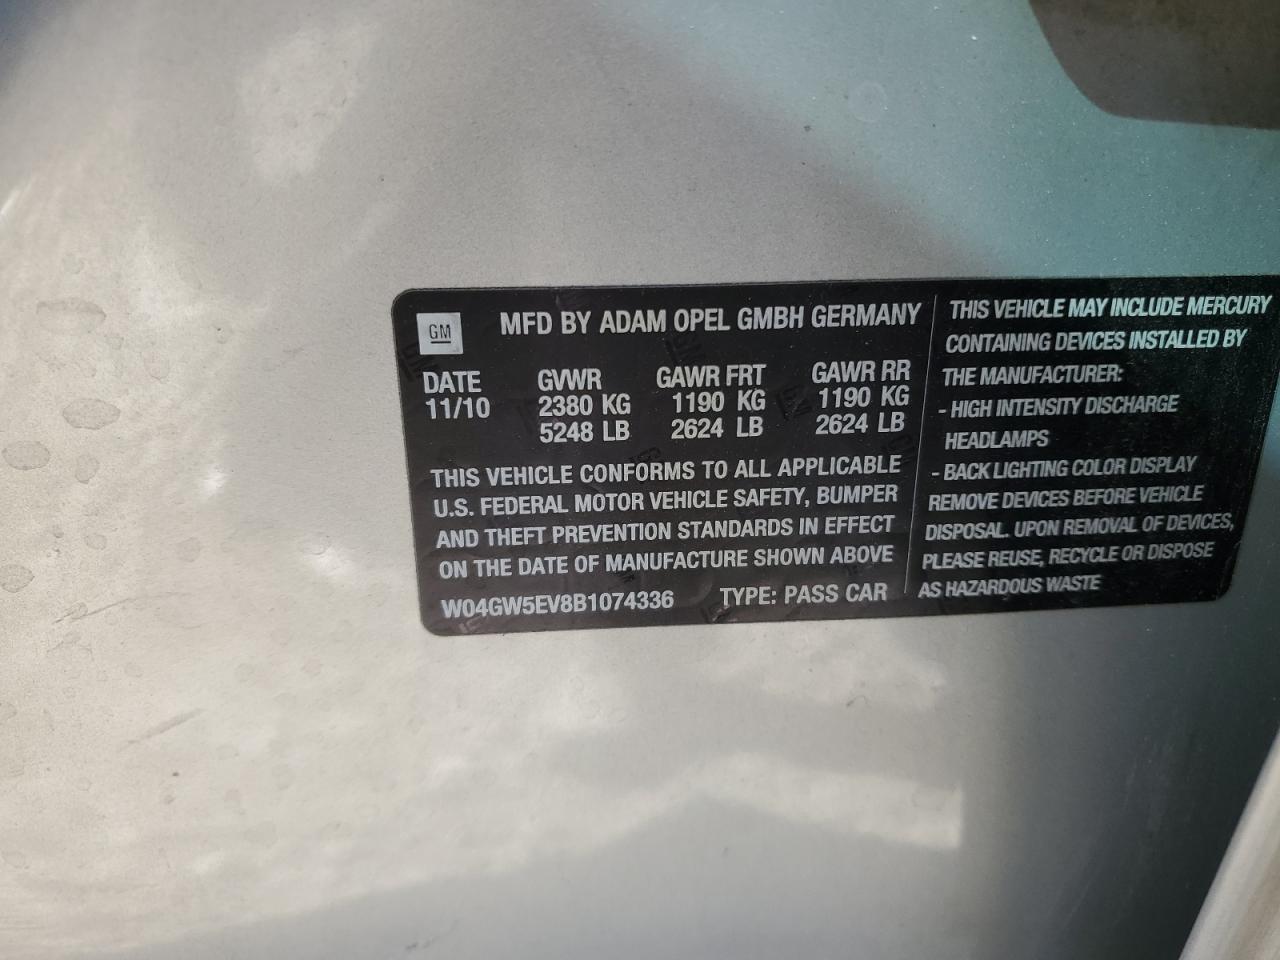 GM
MFD BY ADAM OPEL GMBH GERMANY
DATE GVWR GAWR FRT GAWR RR
11/10 2380 KG 1190 KG 1190 KG
5248 LB 2624 LB 2624 LB
THIS VEHICLE CONFORMS TO ALL APPLICABLE
U.S. FEDERAL MOTOR VEHICLE SAFETY, BUMPER
AND THEFT PREVENTION STANDARDS IN EFFECT
ON THE DATE OF MANUFACTURE SHOWN ABOVE
W04GW5EV8B1074336 TYPE: PASS CAR
THIS VEHICLE MAY INCLUDE MERCURY
CONTAINING DEVICES INSTALLED BY
THE MANUFACTURER:
- HIGH INTENSITY DISCHARGE
HEADLAMPS
- BACK LIGHTING COLOR DISPLAY
REMOVE DEVICES BEFORE VEHICLE
DISPOSAL. UPON REMOVAL OF DEVICES,
PLEASE REUSE, RECYCLE OR DISPOSE
AS HAZARDOUS WASTE